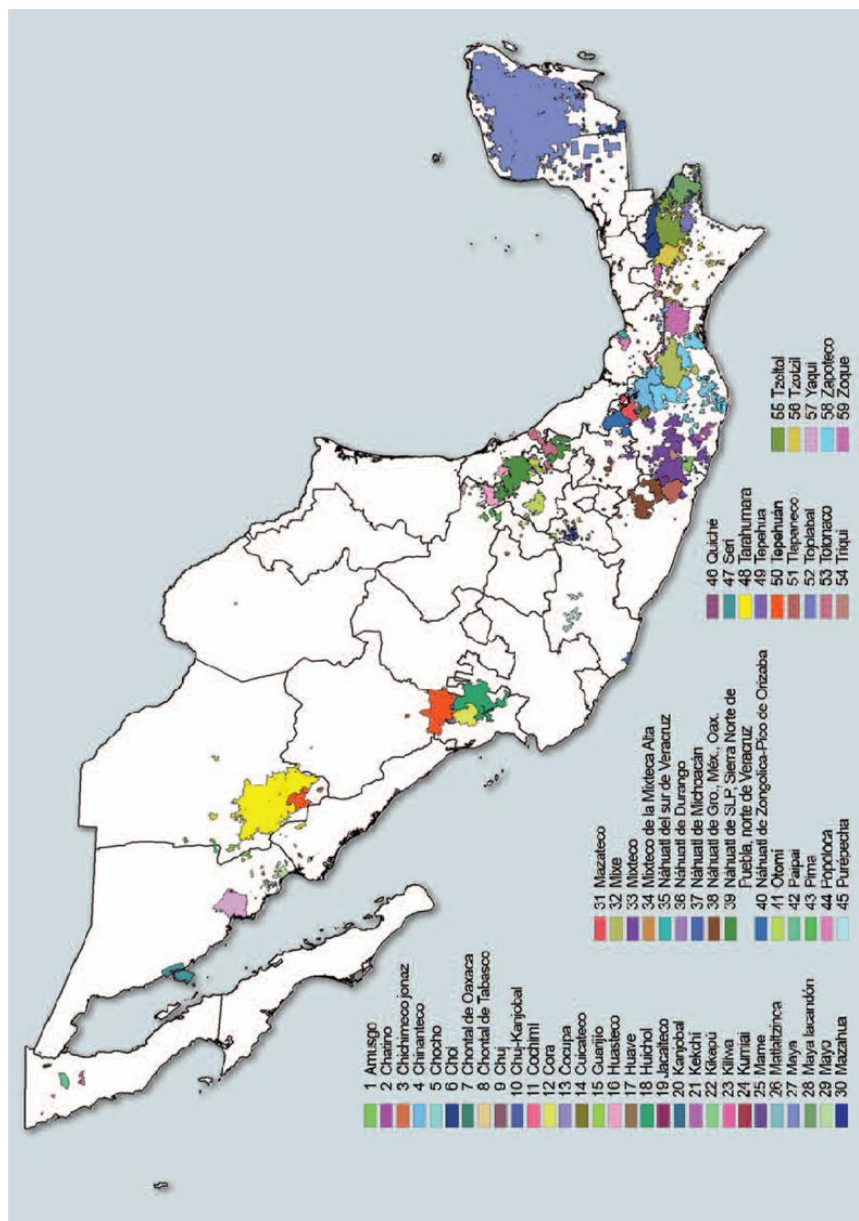 1 Amusgo
2 Chatino
3 Chichimeco jonaz
4 Chinanteco
5 Chocho
6 Chol
7 Chontal de Oaxaca
8 Chontal de Tabasco
9 Chuj
10 Chuj-Kanjobal
11 Cochimí
12 Cora
13 Cucupa
14 Cuicateco
15 Guarijío
16 Huasteco
17 Huave
18 Huichol
19 Jacalteco
20 Kanjobal
21 Kekchí
22 Kikapú
23 Kiliwa
24 Kumiai
25 Mame
26 Matlatzinca
27 Maya
28 Maya lacandón
29 Mayo
30 Mazahua
31 Mazateco
32 Mixe
33 Mixteco
34 Mixteco de la Mixteca Alta
35 Náhuatl del sur de Veracruz
36 Náhuatl de Durango
37 Náhuatl de Michoacán
38 Náhuatl de Gro., Méx., Oax.
39 Náhuatl de SLP, Sierra Norte de
Puebla, norte de Veracruz
40 Náhuatl de Zongolica-Pico de Orizaba
41 Otomí
42 Paipai
43 Pima
44 Popoloca
45 Purépecha
46 Quiché
47 Seri
48 Tarahumara
49 Tepehua
50 Tepehuán
51 Tlapaneco
52 Tojolabal
53 Totonaco
54 Triqui
55 Tzeltal
56 Tzotzil
57 Yaqui
58 Zapoteco
59 Zoque